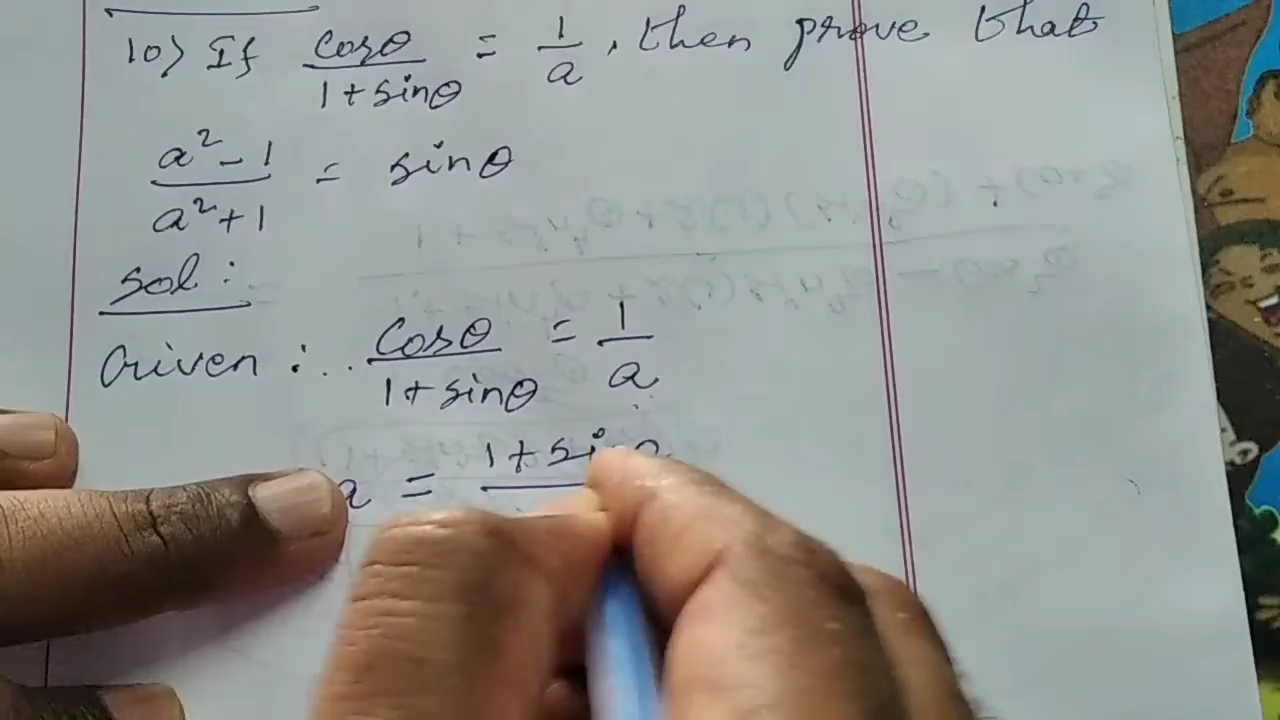 10) If cosθ / 1+sinθ = 1/a, then prove that
a²-1 / a²+1 = sinθ
sol:
Given: cosθ / 1+sinθ = 1/a
a = 1+sin